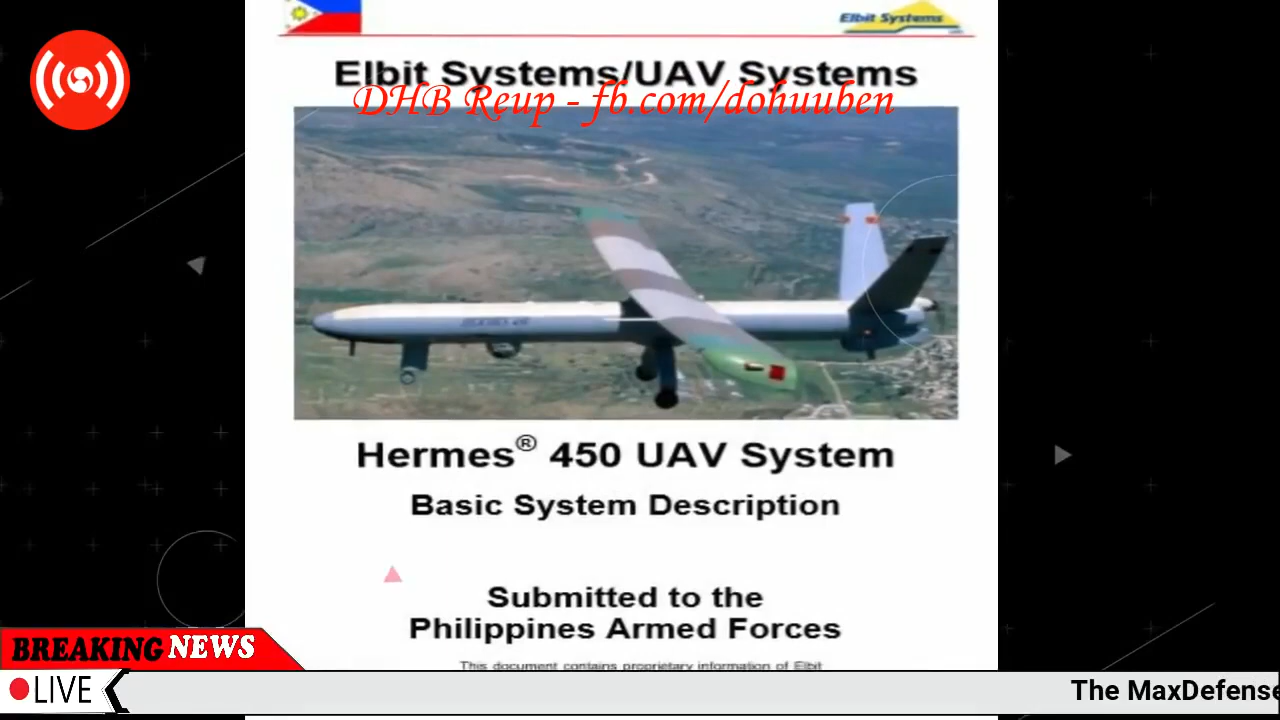 Elbit Systems
Elbit Systems/UAV Systems
DHB Reup - fb.com/dohuuben
Hermes® 450 UAV System
Basic System Description
Submitted to the
Philippines Armed Forces
This document contains proprietary information of Elbit
BREAKING NEWS
LIVE
The MaxDefense